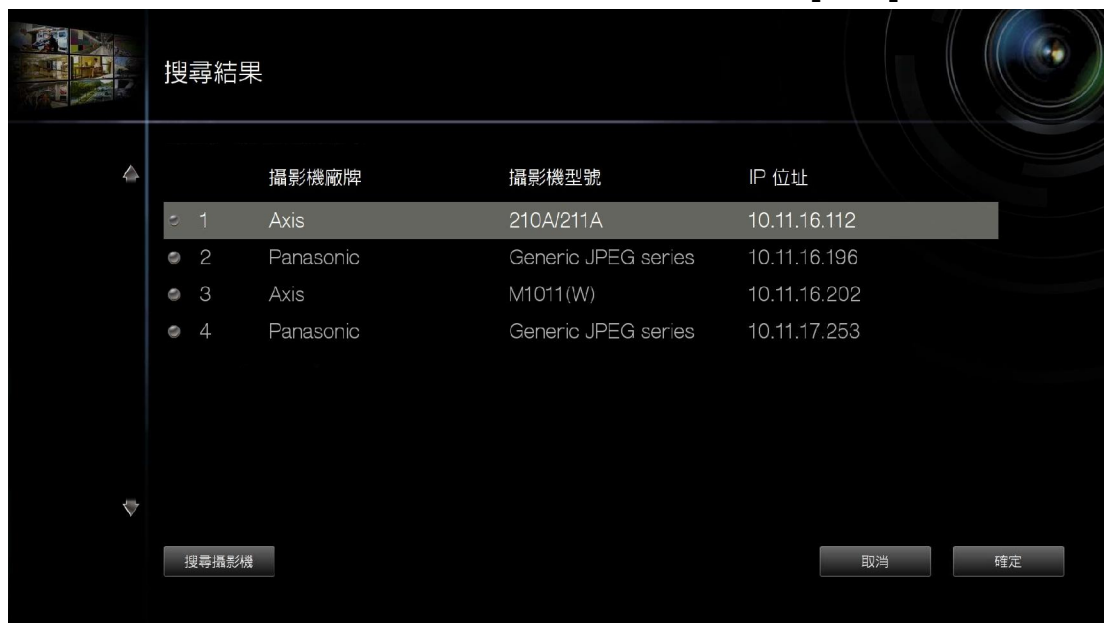 搜尋結果
攝影機廠牌 攝影機型號 IP 位址
1 Axis 210A/211A 10.11.16.112
2 Panasonic Generic JPEG series 10.11.16.196
3 Axis M1011(W) 10.11.16.202
4 Panasonic Generic JPEG series 10.11.17.253
搜尋攝影機 取消 確定